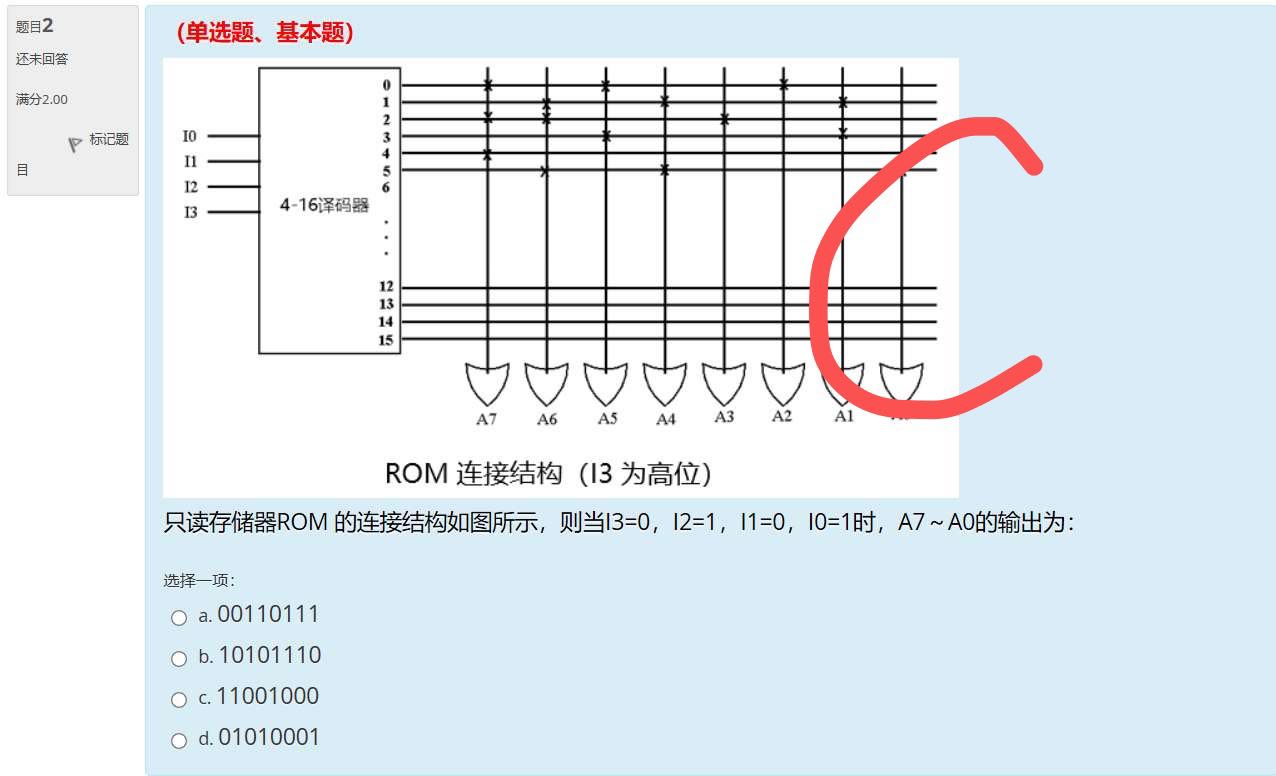 题目2
还未回答
满分2.00
标记题
目
(单选题、基本题)
0
1
2
3
4
5
6
I0
I1
I2
I3
4-16译码器
.
.
.
12
13
14
15
A7 A6 A5 A4 A3 A2 A1
ROM 连接结构（I3 为高位）
只读存储器ROM 的连接结构如图所示，则当I3=0，I2=1，I1=0，I0=1时，A7～A0的输出为：
选择一项：
a. 00110111
b. 10101110
c. 11001000
d. 01010001